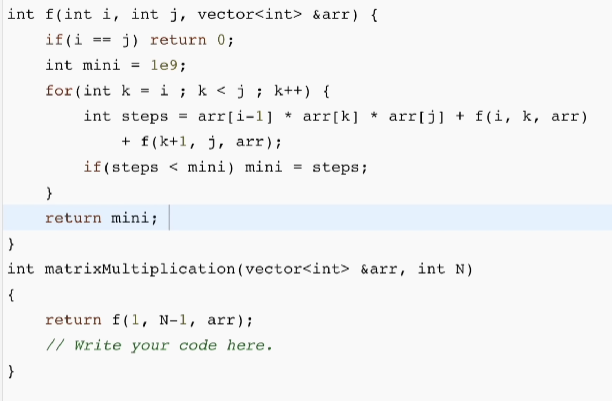 int f(int i, int j, vector<int> &arr) {
    if(i == j) return 0;
    int mini = 1e9;
    for(int k = i ; k < j ; k++) {
        int steps = arr[i-1] * arr[k] * arr[j] + f(i, k, arr)
            + f(k+1, j, arr);
        if(steps < mini) mini = steps;
    }
    return mini;
}
int matrixMultiplication(vector<int> &arr, int N)
{
    return f(1, N-1, arr);
    // Write your code here.
}